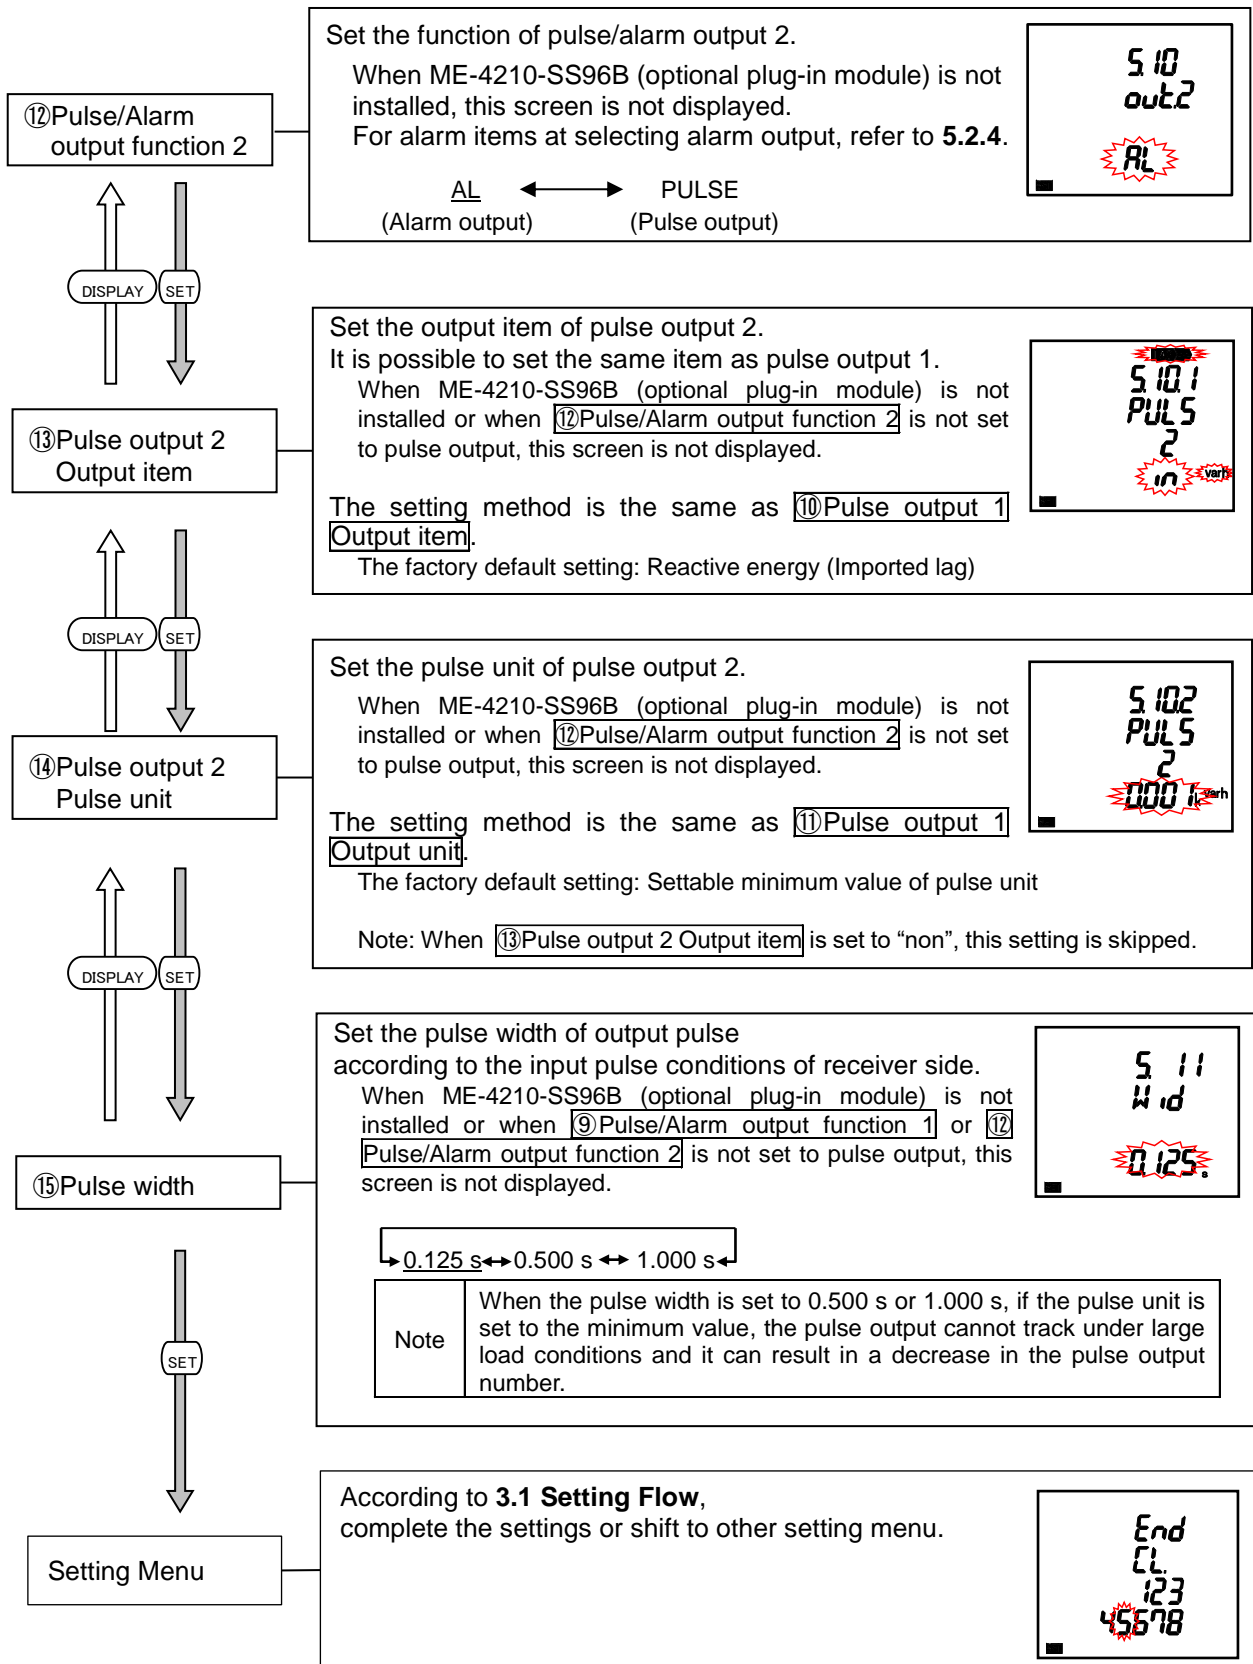 ⑫Pulse/Alarm
output function 2
Set the function of pulse/alarm output 2.
When ME-4210-SS96B (optional plug-in module) is not
installed, this screen is not displayed.
For alarm items at selecting alarm output, refer to 5.2.4.
AL ↔ PULSE
(Alarm output) (Pulse output)
5.10
out.2
AL
DISPLAY SET
⑬Pulse output 2
Output item
Set the output item of pulse output 2.
It is possible to set the same item as pulse output 1.
When ME-4210-SS96B (optional plug-in module) is not
installed or when ⑫Pulse/Alarm output function 2 is not set
to pulse output, this screen is not displayed.
The setting method is the same as ⑩Pulse output 1
Output item.
The factory default setting: Reactive energy (Imported lag)
5.10.1
PULS
2
in varh
DISPLAY SET
⑭Pulse output 2
Pulse unit
Set the pulse unit of pulse output 2.
When ME-4210-SS96B (optional plug-in module) is not
installed or when ⑫Pulse/Alarm output function 2 is not set
to pulse output, this screen is not displayed.
The setting method is the same as ⑪Pulse output 1
Output unit.
The factory default setting: Settable minimum value of pulse unit
Note: When ⑬Pulse output 2 Output item is set to “non”, this setting is skipped.
5.10.2
PULS
2
0.001k varh
DISPLAY SET
⑮Pulse width
Set the pulse width of output pulse
according to the input pulse conditions of receiver side.
When ME-4210-SS96B (optional plug-in module) is not
installed or when ⑨Pulse/Alarm output function 1 or ⑫
Pulse/Alarm output function 2 is not set to pulse output, this
screen is not displayed.
0.125 s↔0.500 s ↔ 1.000 s
Note
When the pulse width is set to 0.500 s or 1.000 s, if the pulse unit is
set to the minimum value, the pulse output cannot track under large
load conditions and it can result in a decrease in the pulse output
number.
5. 11
Wid
0.125 s
SET
Setting Menu
According to 3.1 Setting Flow,
complete the settings or shift to other setting menu.
End
CL.
123
45678